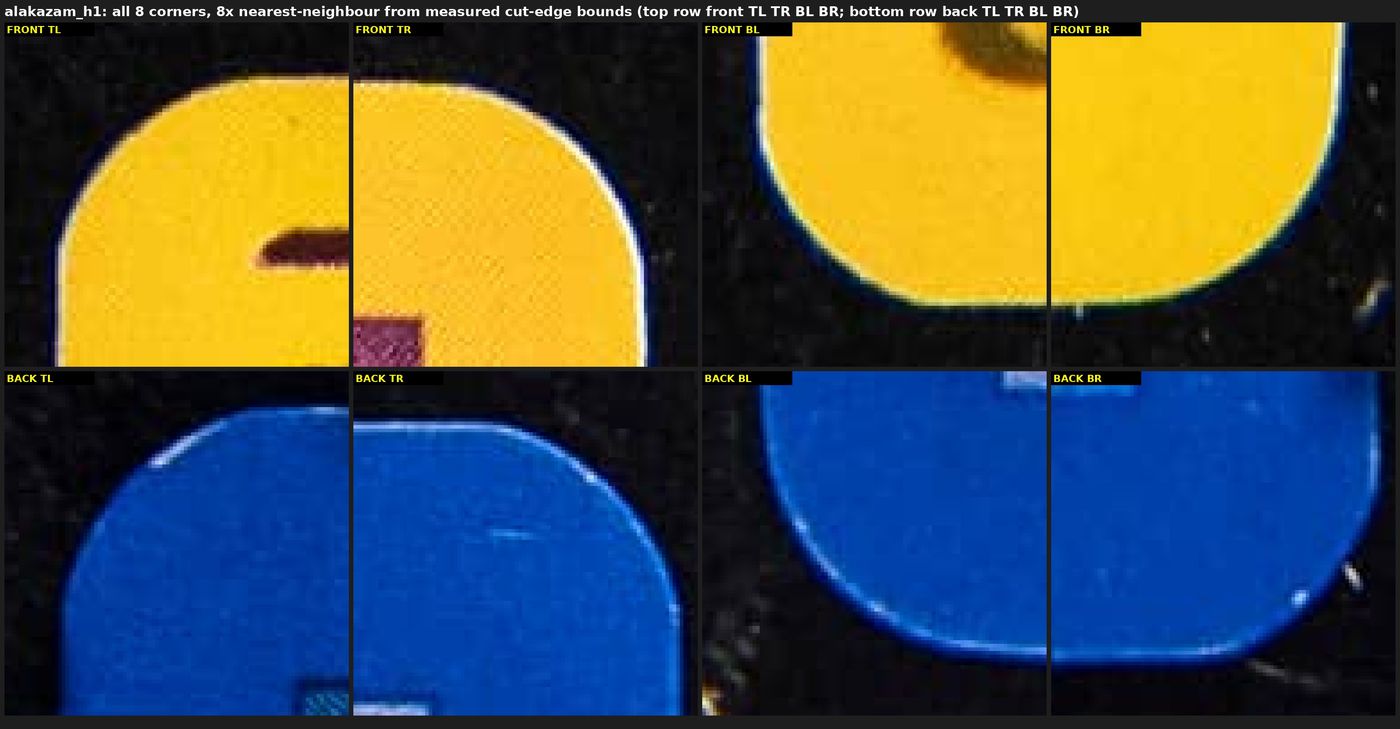 alakazam_h1: all 8 corners, 8x nearest-neighbour from measured cut-edge bounds (top row front TL TR BL BR; bottom row back TL TR BL BR)
FRONT TL
FRONT TR
FRONT BL
FRONT BR
BACK TL
BACK TR
BACK BL
BACK BR